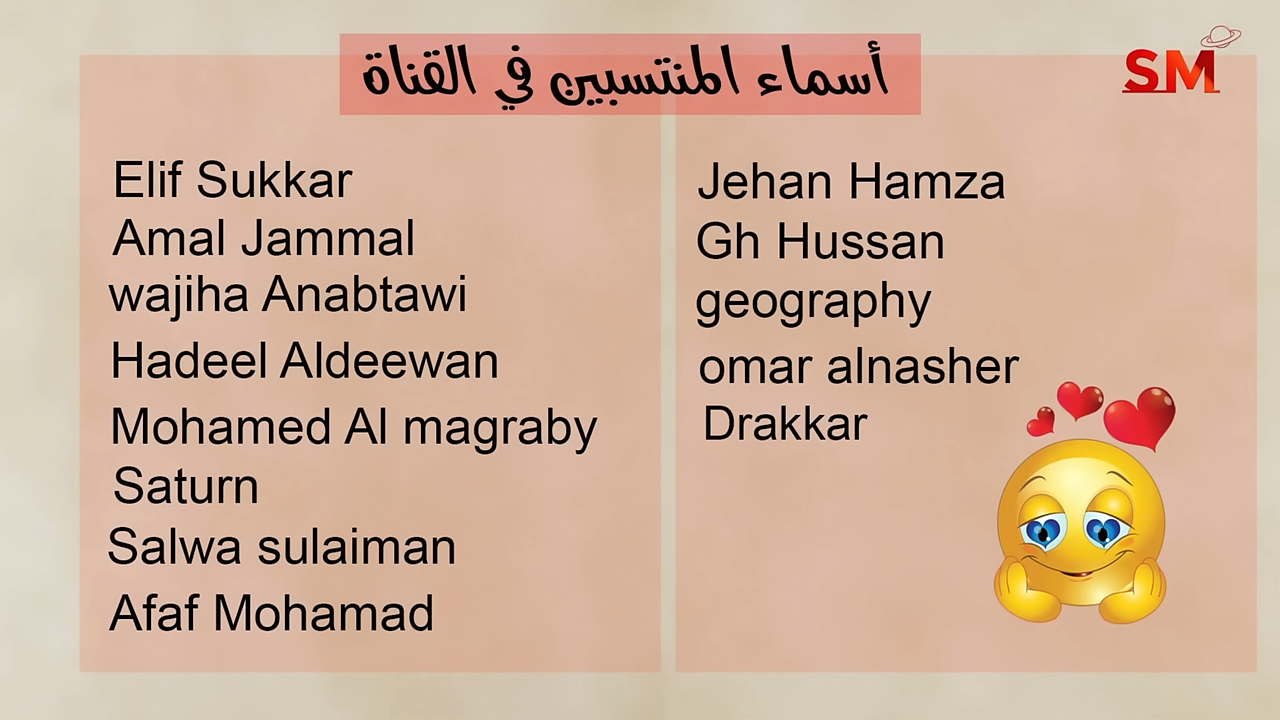 أسماء المنتسبين في القناة
SM
Elif Sukkar
Amal Jammal
wajiha Anabtawi
Hadeel Aldeewan
Mohamed Al magraby
Saturn
Salwa sulaiman
Afaf Mohamad
Jehan Hamza
Gh Hussan
geography
omar alnasher
Drakkar